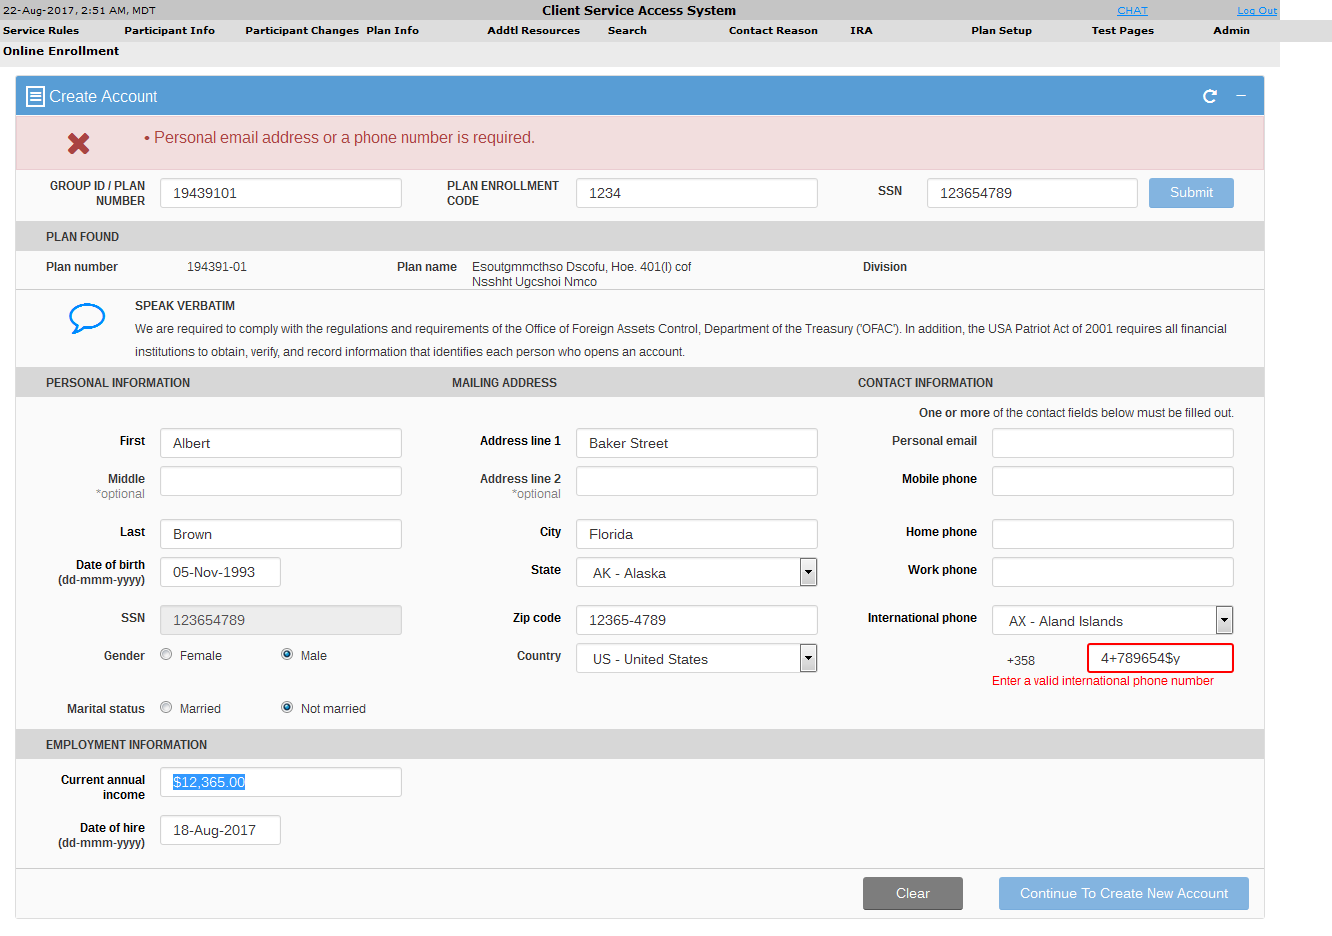 22-Aug-2017, 2:51 AM, MDT Client Service Access System CHAT Log Out
Service Rules Participant Info Participant Changes Plan Info Addtl Resources Search Contact Reason IRA Plan Setup Test Pages Admin
Online Enrollment
Create Account
• Personal email address or a phone number is required.
GROUP ID / PLAN NUMBER 19439101 PLAN ENROLLMENT CODE 1234 SSN 123654789 Submit
PLAN FOUND
Plan number 194391-01 Plan name Esoutgmmcthso Dscofu, Hoe. 401(l) cof Division
Nsshht Ugcshoi Nmco
SPEAK VERBATIM
We are required to comply with the regulations and requirements of the Office of Foreign Assets Control, Department of the Treasury ('OFAC'). In addition, the USA Patriot Act of 2001 requires all financial
institutions to obtain, verify, and record information that identifies each person who opens an account.
PERSONAL INFORMATION MAILING ADDRESS CONTACT INFORMATION
One or more of the contact fields below must be filled out.
First Albert Address line 1 Baker Street Personal email
Middle Address line 2 Mobile phone
*optional *optional
Last Brown City Florida Home phone
Date of birth 05-Nov-1993 State AK - Alaska Work phone
(dd-mmm-yyyy)
SSN 123654789 Zip code 12365-4789 International phone AX - Aland Islands
Gender Female Male Country US - United States +358 4+789654$y
Enter a valid international phone number
Marital status Married Not married
EMPLOYMENT INFORMATION
Current annual income $12,365.00
Date of hire 18-Aug-2017
(dd-mmm-yyyy)
Clear Continue To Create New Account